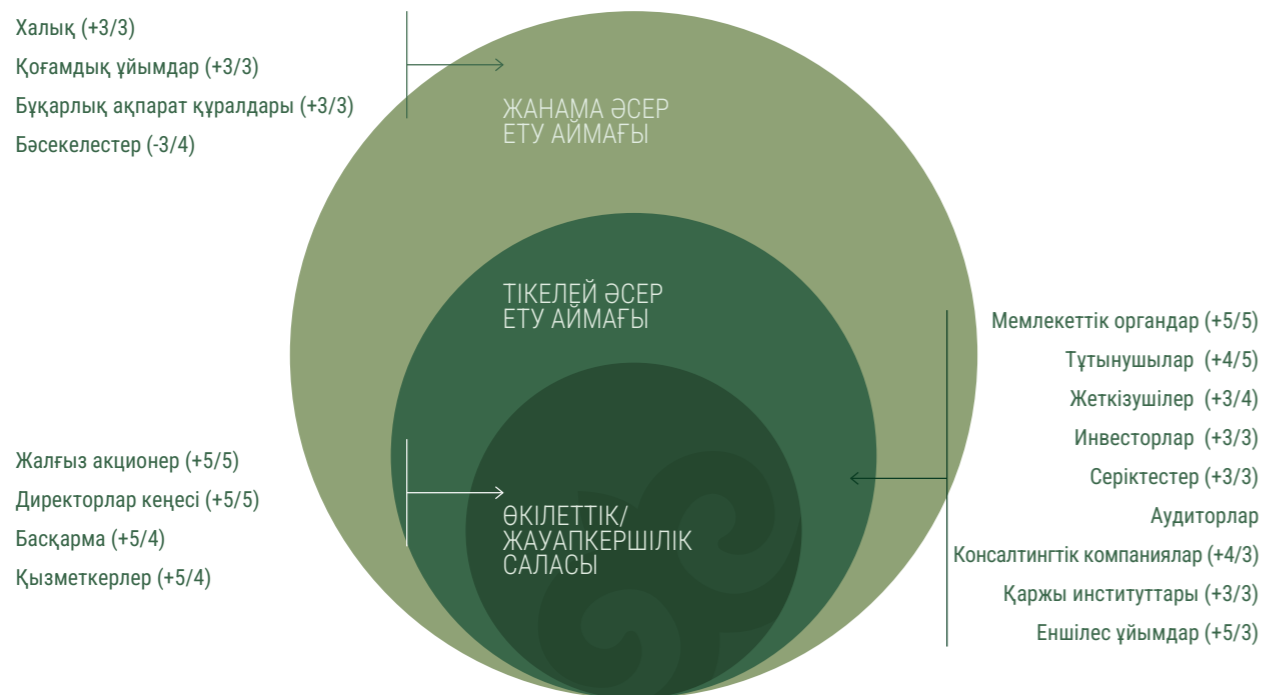 Халық (+3/3)
Қоғамдық ұйымдар (+3/3)
Бұқарлық ақпарат құралдары (+3/3)
Бәсекелестер (-3/4)
ЖАНАМА ӘСЕР
ЕТУ АЙМАҒЫ
ТІКЕЛЕЙ ӘСЕР
ЕТУ АЙМАҒЫ
Мемлекеттік органдар (+5/5)
Тұтынушылар (+4/5)
Жеткізушілер (+3/4)
Инвесторлар (+3/3)
Серіктестер (+3/3)
Аудиторлар
Консалтингтік компаниялар (+4/3)
Қаржы институттары (+3/3)
Еншілес ұйымдар (+5/3)
Жалғыз акционер (+5/5)
Директорлар кеңесі (+5/5)
Басқарма (+5/4)
Қызметкерлер (+5/4)
ӨКІЛЕТТІК/
ЖАУАПКЕРШІЛІК
САЛАСЫ